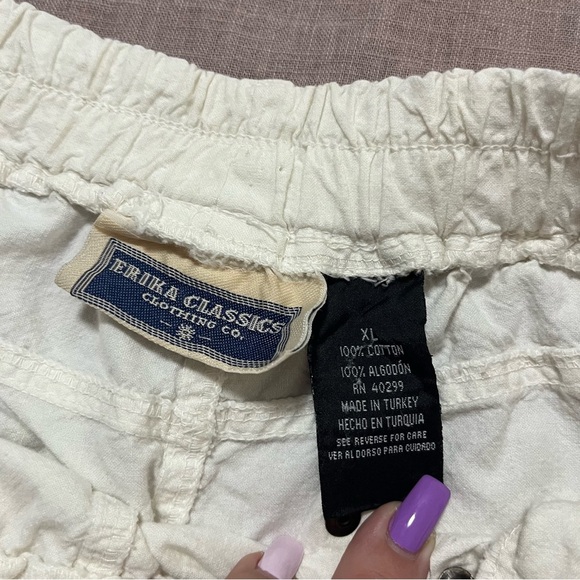 ERIKA CLASSICS
CLOTHING CO.
XL
100% COTTON
100% ALGODÓN
RN 40299
MADE IN TURKEY
HECHO EN TURQUIA
SEE REVERSE FOR CARE
VER AL DORSO PARA CUIDADO